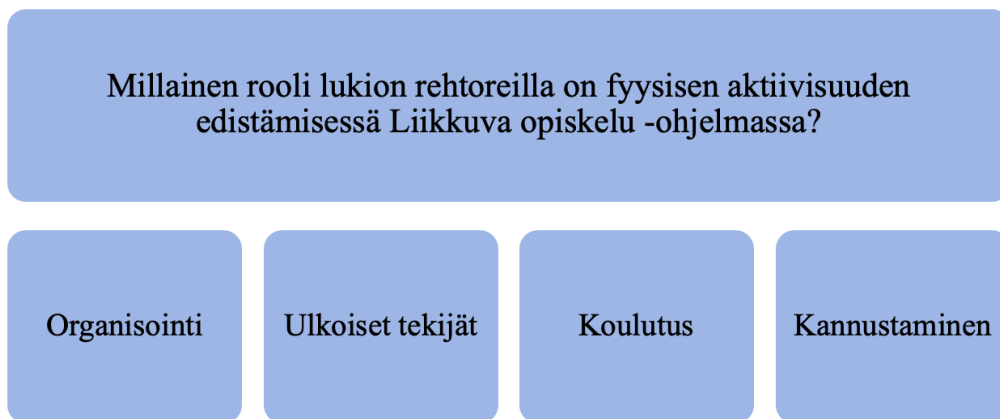 Millainen rooli lukion rehtoreilla on fyysisen aktiivisuuden
edistämisessä Liikkuva opiskelu -ohjelmassa?
Organisointi
Ulkoiset tekijät
Koulutus
Kannustaminen